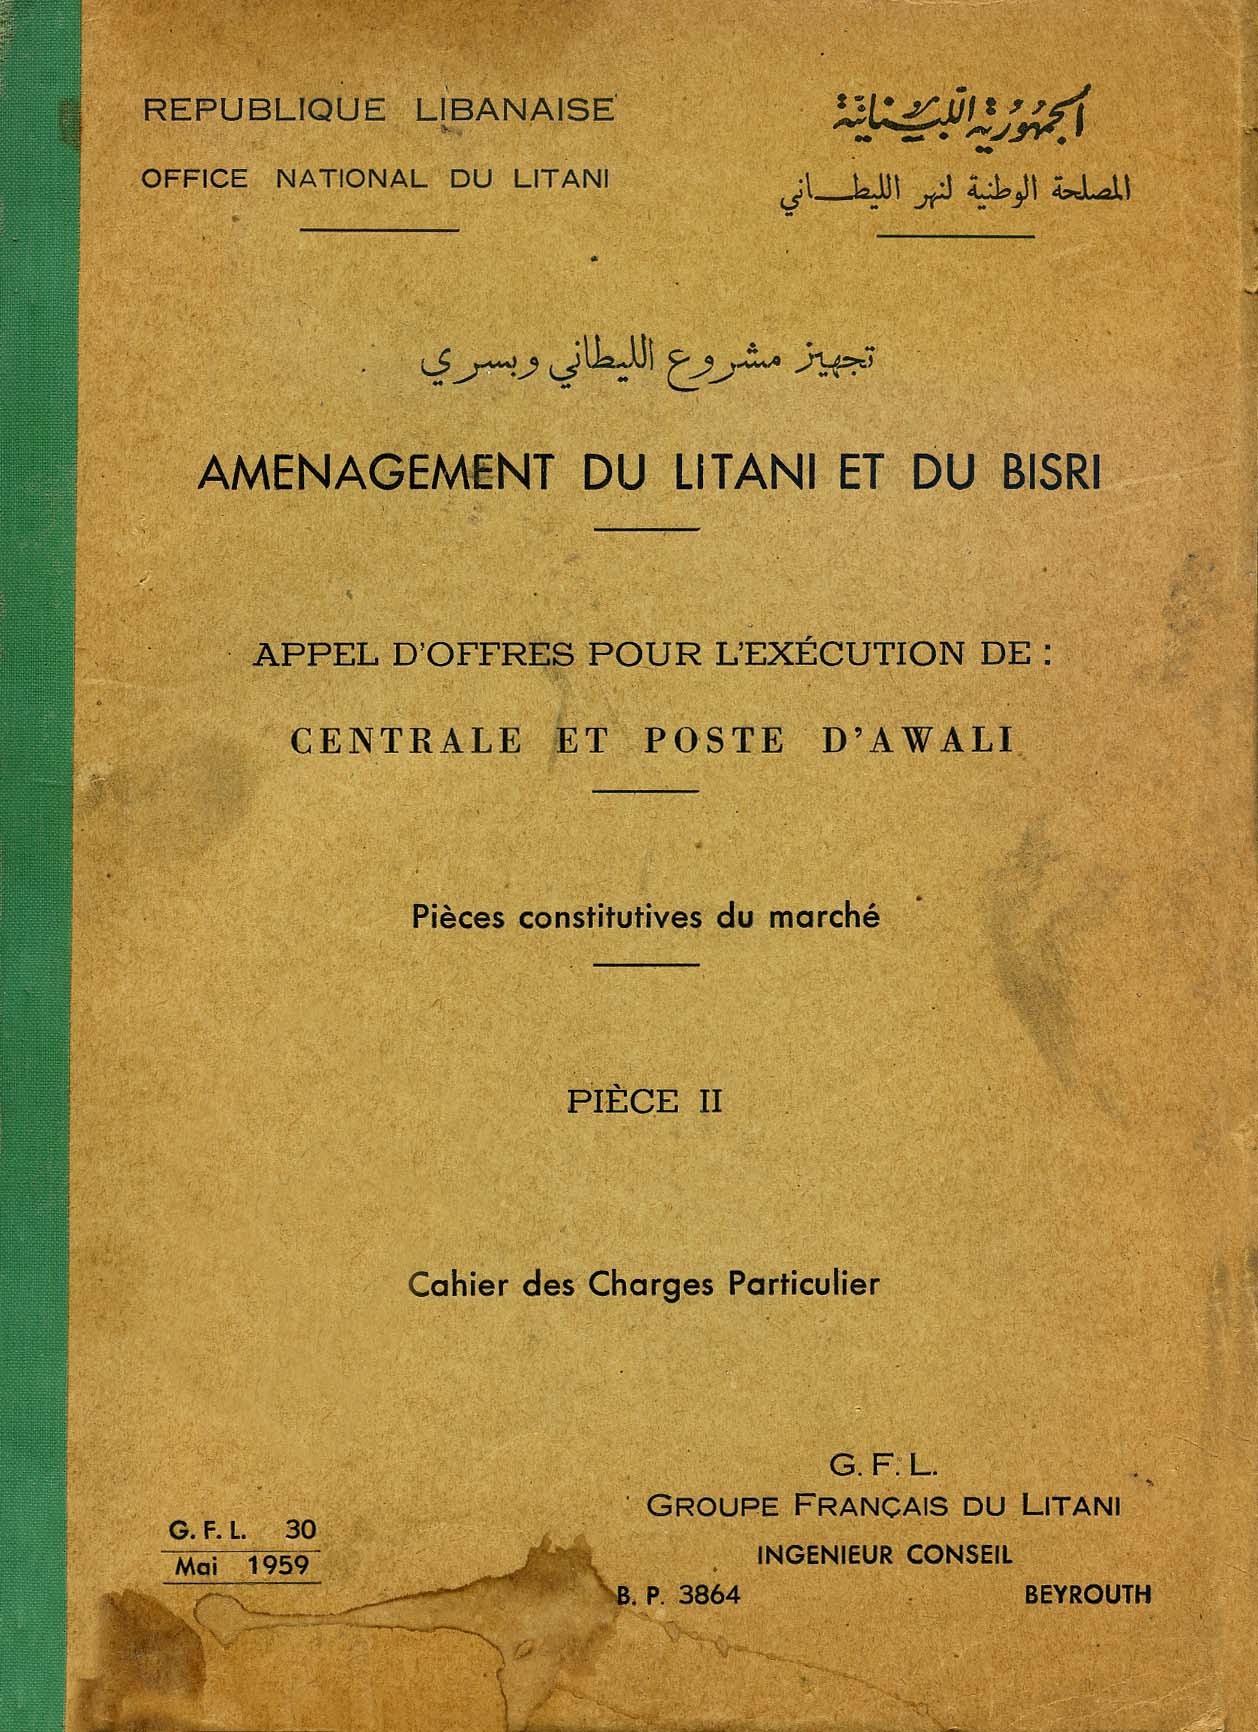 REPUBLIQUE LIBANAISE
OFFICE NATIONAL DU LITANI
الجمهورية اللبنانية
المصلحة الوطنية لنهر الليطاني
تجهيز مشروع الليطاني وبسري
AMENAGEMENT DU LITANI ET DU BISRI
APPEL D'OFFRES POUR L'EXÉCUTION DE :
CENTRALE ET POSTE D'AWALI
Pièces constitutives du marché
PIÈCE II
Cahier des Charges Particulier
G. F. L. 30
Mai 1959
G. F. L.
GROUPE FRANÇAIS DU LITANI
INGENIEUR CONSEIL
B. P. 3864 BEYROUTH